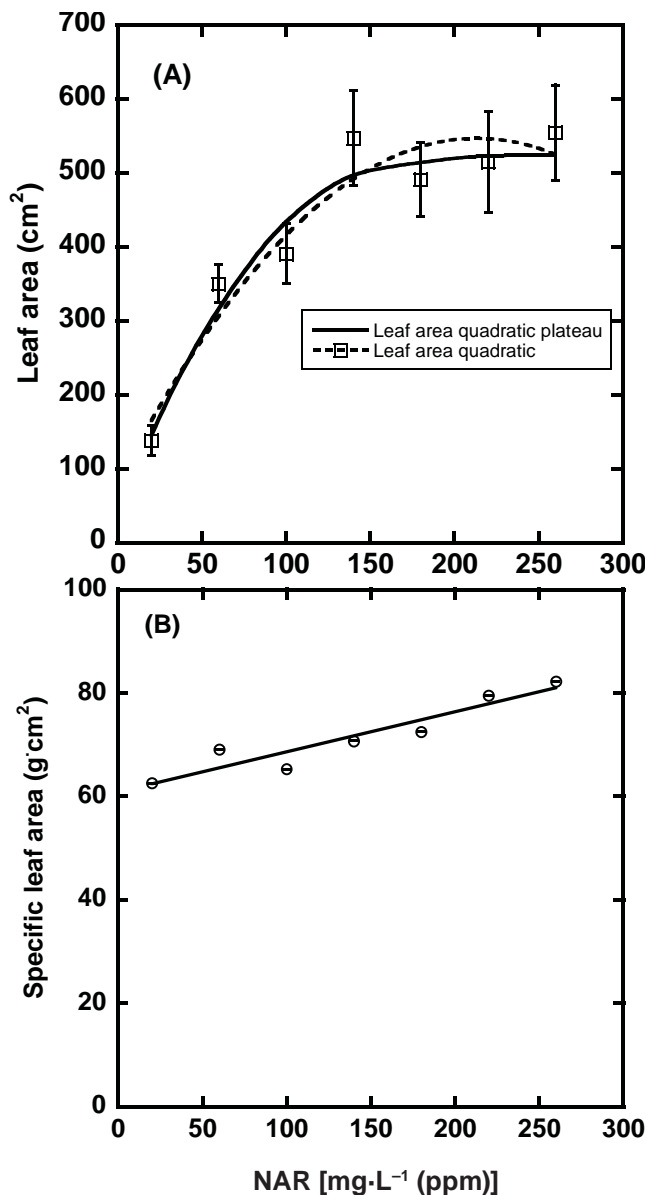 700
(A)
600
500
400
300
200
100
0
Leaf area (cm²)
Leaf area quadratic plateau
Leaf area quadratic
0 50 100 150 200 250 300
100
(B)
80
60
40
20
0
Specific leaf area (g·cm²)
0 50 100 150 200 250 300
NAR [mg·L⁻¹ (ppm)]